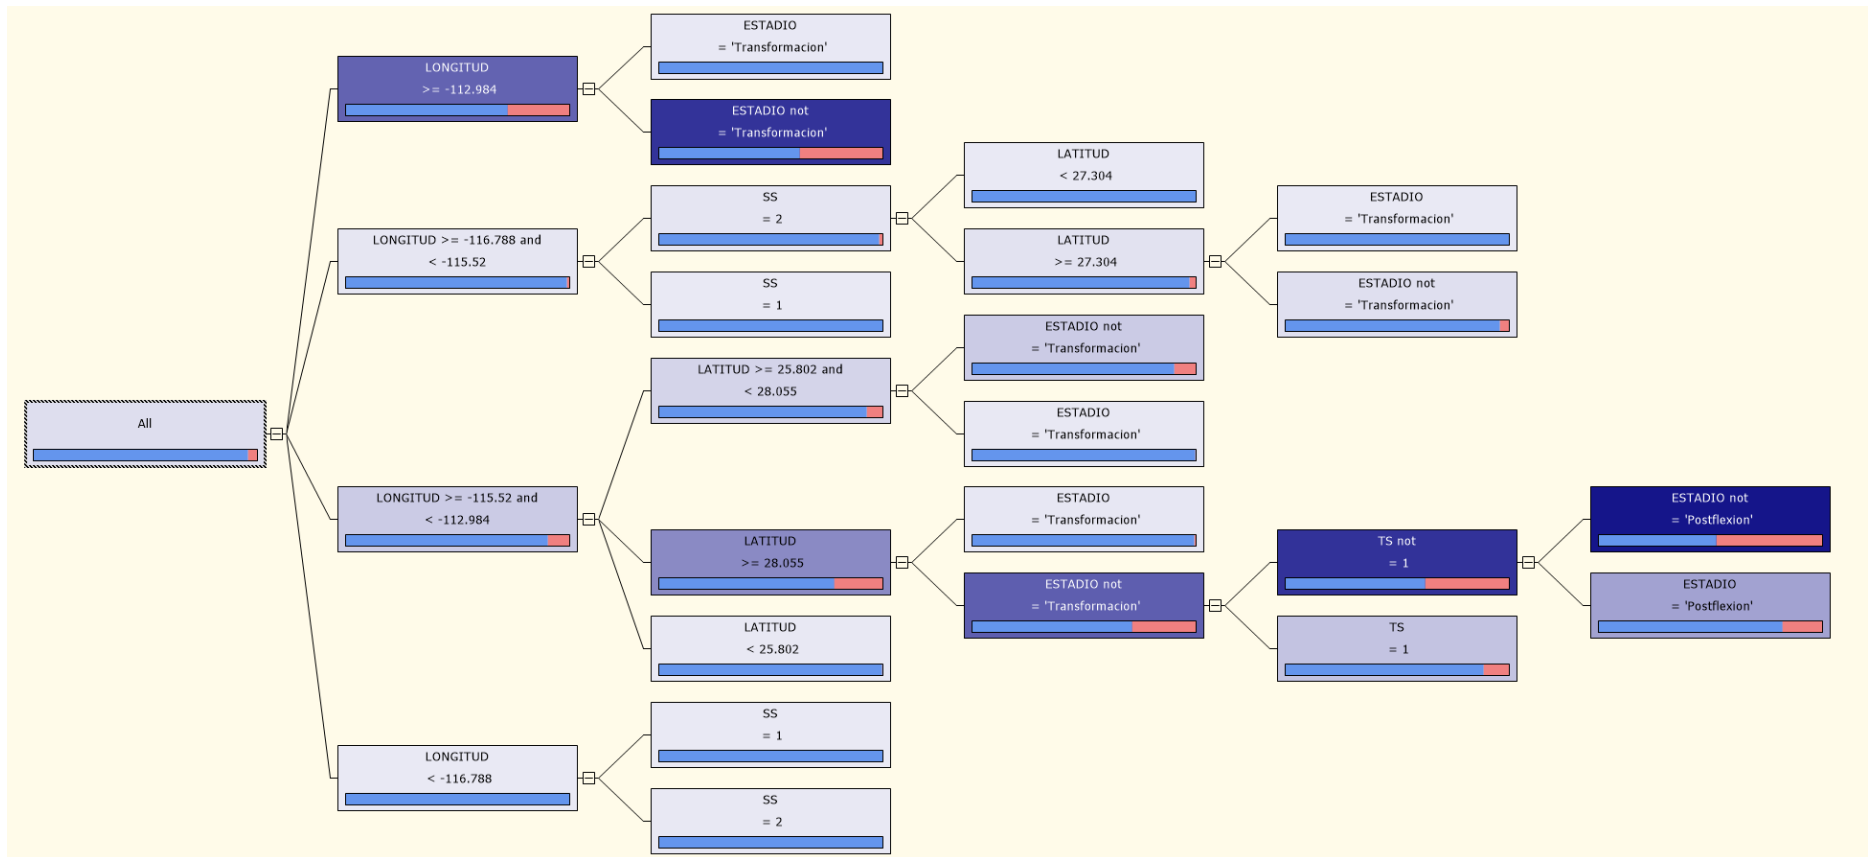 All
LONGITUD
>= -112.984
ESTADIO
= 'Transformacion'
ESTADIO not
= 'Transformacion'
LONGITUD >= -116.788 and
< -115.52
SS
= 2
LATITUD
< 27.304
LATITUD
>= 27.304
ESTADIO
= 'Transformacion'
ESTADIO not
= 'Transformacion'
SS
= 1
LONGITUD >= -115.52 and
< -112.984
LATITUD >= 25.802 and
< 28.055
ESTADIO not
= 'Transformacion'
ESTADIO
= 'Transformacion'
LATITUD
>= 28.055
ESTADIO
= 'Transformacion'
ESTADIO not
= 'Transformacion'
TS not
= 1
ESTADIO not
= 'Postflexion'
ESTADIO
= 'Postflexion'
TS
= 1
LATITUD
< 25.802
LONGITUD
< -116.788
SS
= 1
SS
= 2